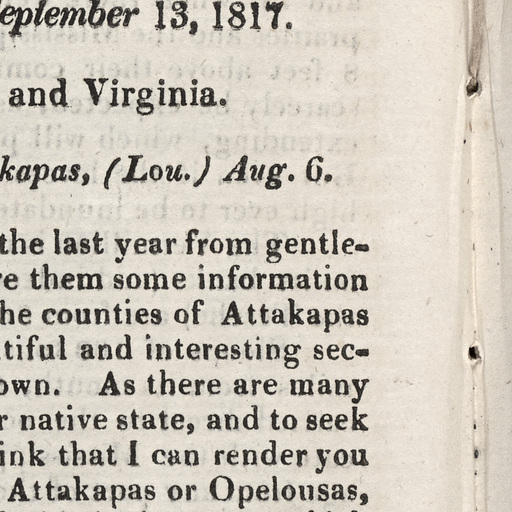 eptember 13, 1817.
and Virginia.
kapas, (Lou.) Aug. 6.
the last year from gentle-
e them some information
he counties of Attakapas
tiful and interesting sec-
own. As there are many
r native state, and to seek
ink that I can render you
Attakapas or Opelousas,